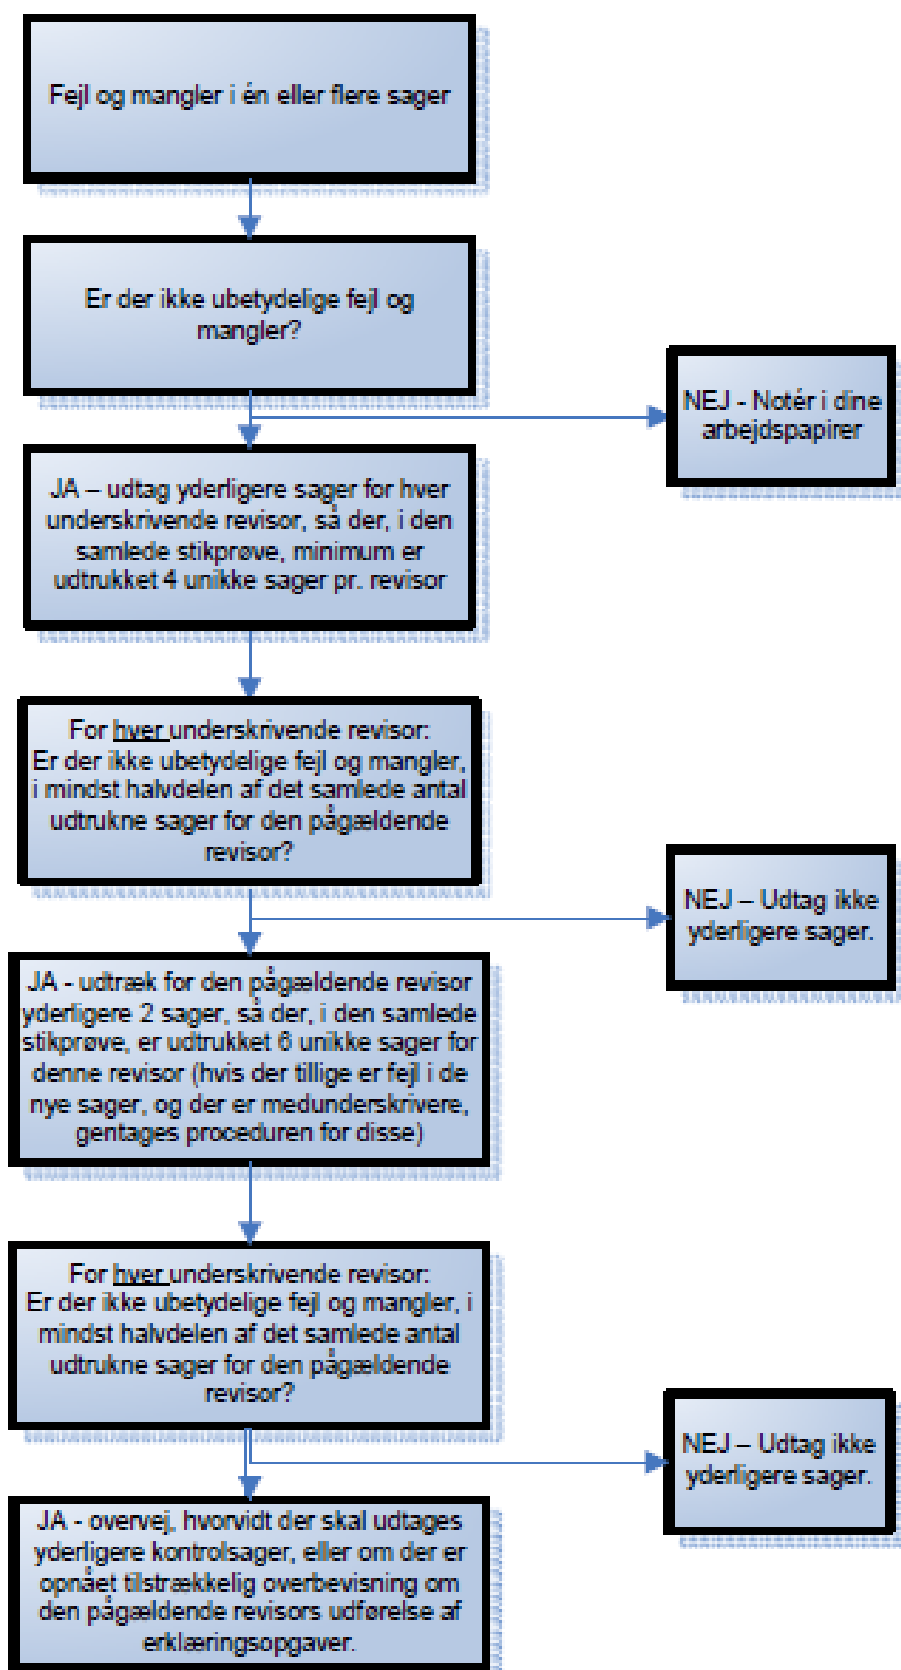 Fejl og mangler i én eller flere sager
Er der ikke ubetydelige fejl og
mangler?
NEJ - Notér i dine
arbejdspapirer
JA – udtag yderligere sager for hver
underskrivende revisor, så der, i den
samlede stikprøve, minimum er
udtrukket 4 unikke sager pr. revisor
For hver underskrivende revisor:
Er der ikke ubetydelige fejl og mangler,
i mindst halvdelen af det samlede antal
udtrukne sager for den pågældende
revisor?
NEJ – Udtag ikke
yderligere sager.
JA - udtræk for den pågældende revisor
yderligere 2 sager, så der, i den samlede
stikprøve, er udtrukket 6 unikke sager for
denne revisor (hvis der tillige er fejl i de
nye sager, og der er medunderskrivere,
gentages proceduren for disse)
For hver underskrivende revisor:
Er der ikke ubetydelige fejl og mangler, i
mindst halvdelen af det samlede antal
udtrukne sager for den pågældende
revisor?
NEJ – Udtag ikke
yderligere sager.
JA - overvej, hvorvidt der skal udtages
yderligere kontrolsager, eller om der er
opnået tilstrækkelig overbevisning om
den pågældende revisors udførelse af
erklæringsopgaver.